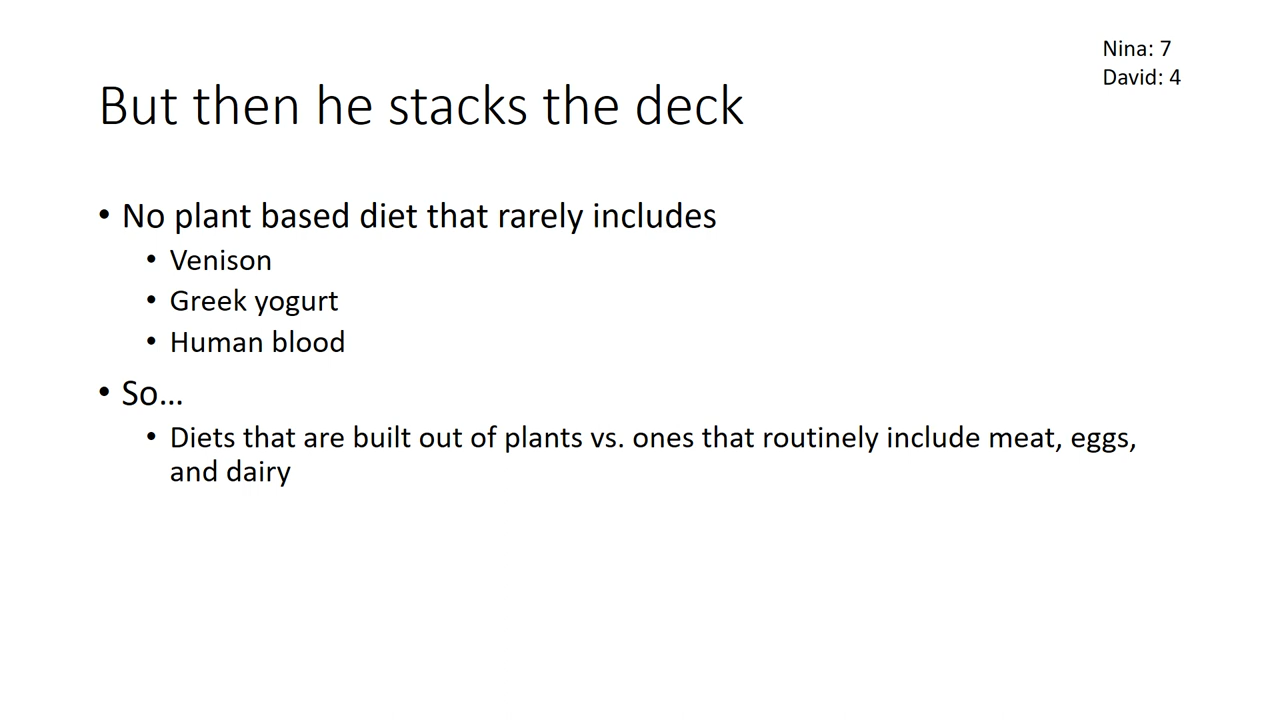 Nina: 7
David: 4
But then he stacks the deck
• No plant based diet that rarely includes
• Venison
• Greek yogurt
• Human blood
• So...
• Diets that are built out of plants vs. ones that routinely include meat, eggs,
and dairy